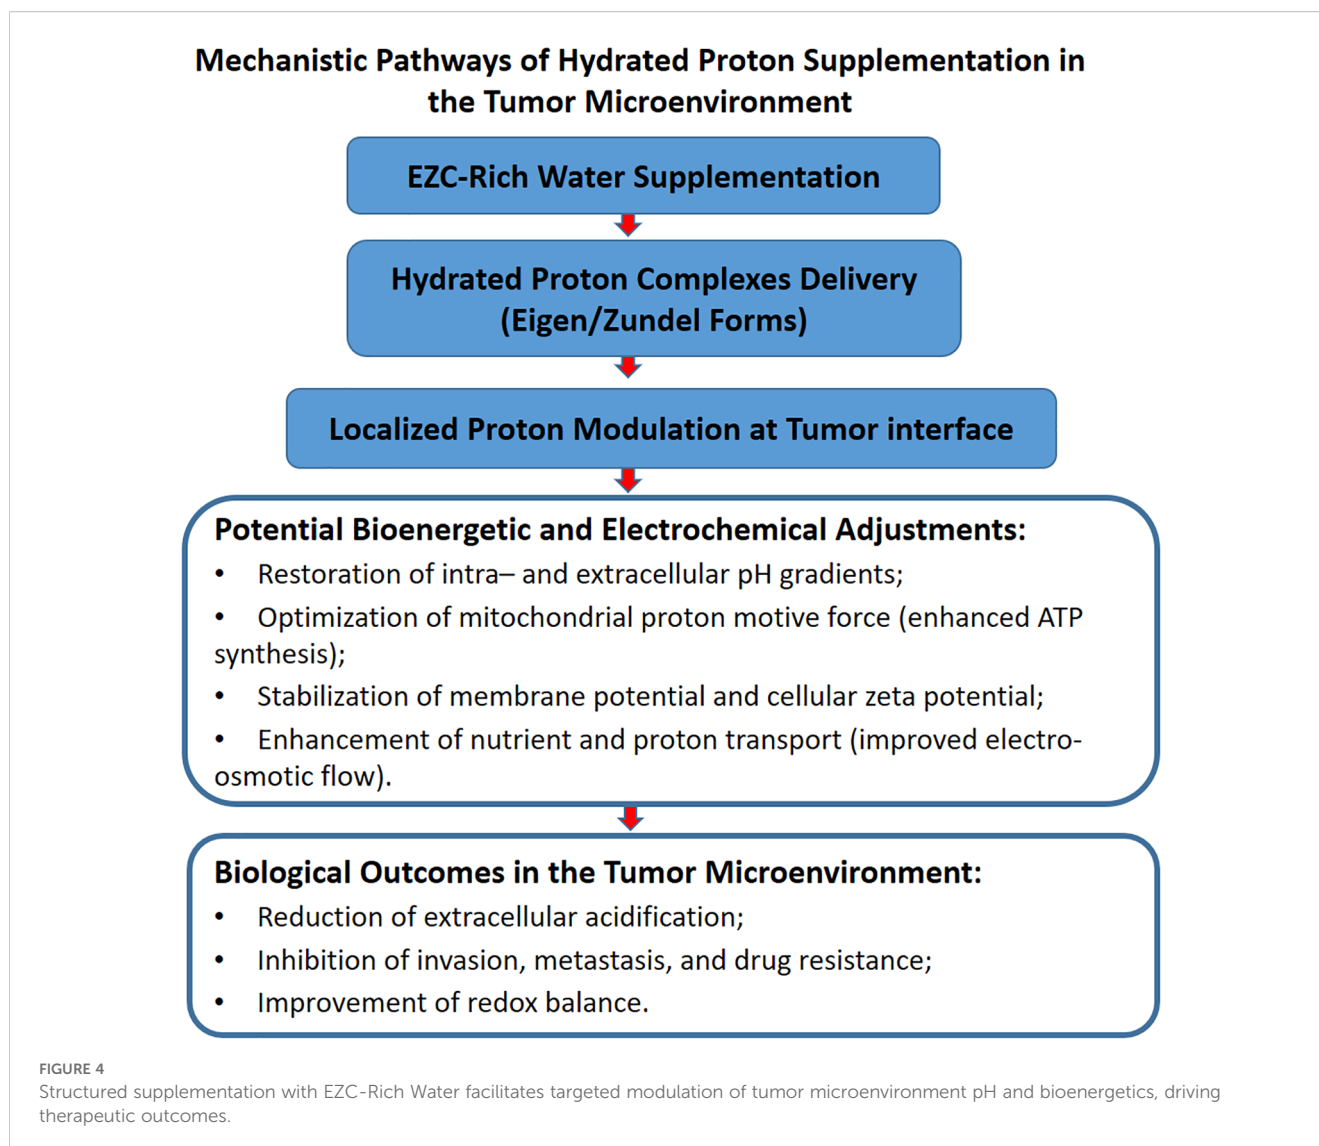 Mechanistic Pathways of Hydrated Proton Supplementation in
the Tumor Microenvironment
EZC-Rich Water Supplementation
Hydrated Proton Complexes Delivery
(Eigen/Zundel Forms)
Localized Proton Modulation at Tumor interface
Potential Bioenergetic and Electrochemical Adjustments:
• Restoration of intra– and extracellular pH gradients;
• Optimization of mitochondrial proton motive force (enhanced ATP
synthesis);
• Stabilization of membrane potential and cellular zeta potential;
• Enhancement of nutrient and proton transport (improved electro-
osmotic flow).
Biological Outcomes in the Tumor Microenvironment:
• Reduction of extracellular acidification;
• Inhibition of invasion, metastasis, and drug resistance;
• Improvement of redox balance.
FIGURE 4
Structured supplementation with EZC-Rich Water facilitates targeted modulation of tumor microenvironment pH and bioenergetics, driving
therapeutic outcomes.